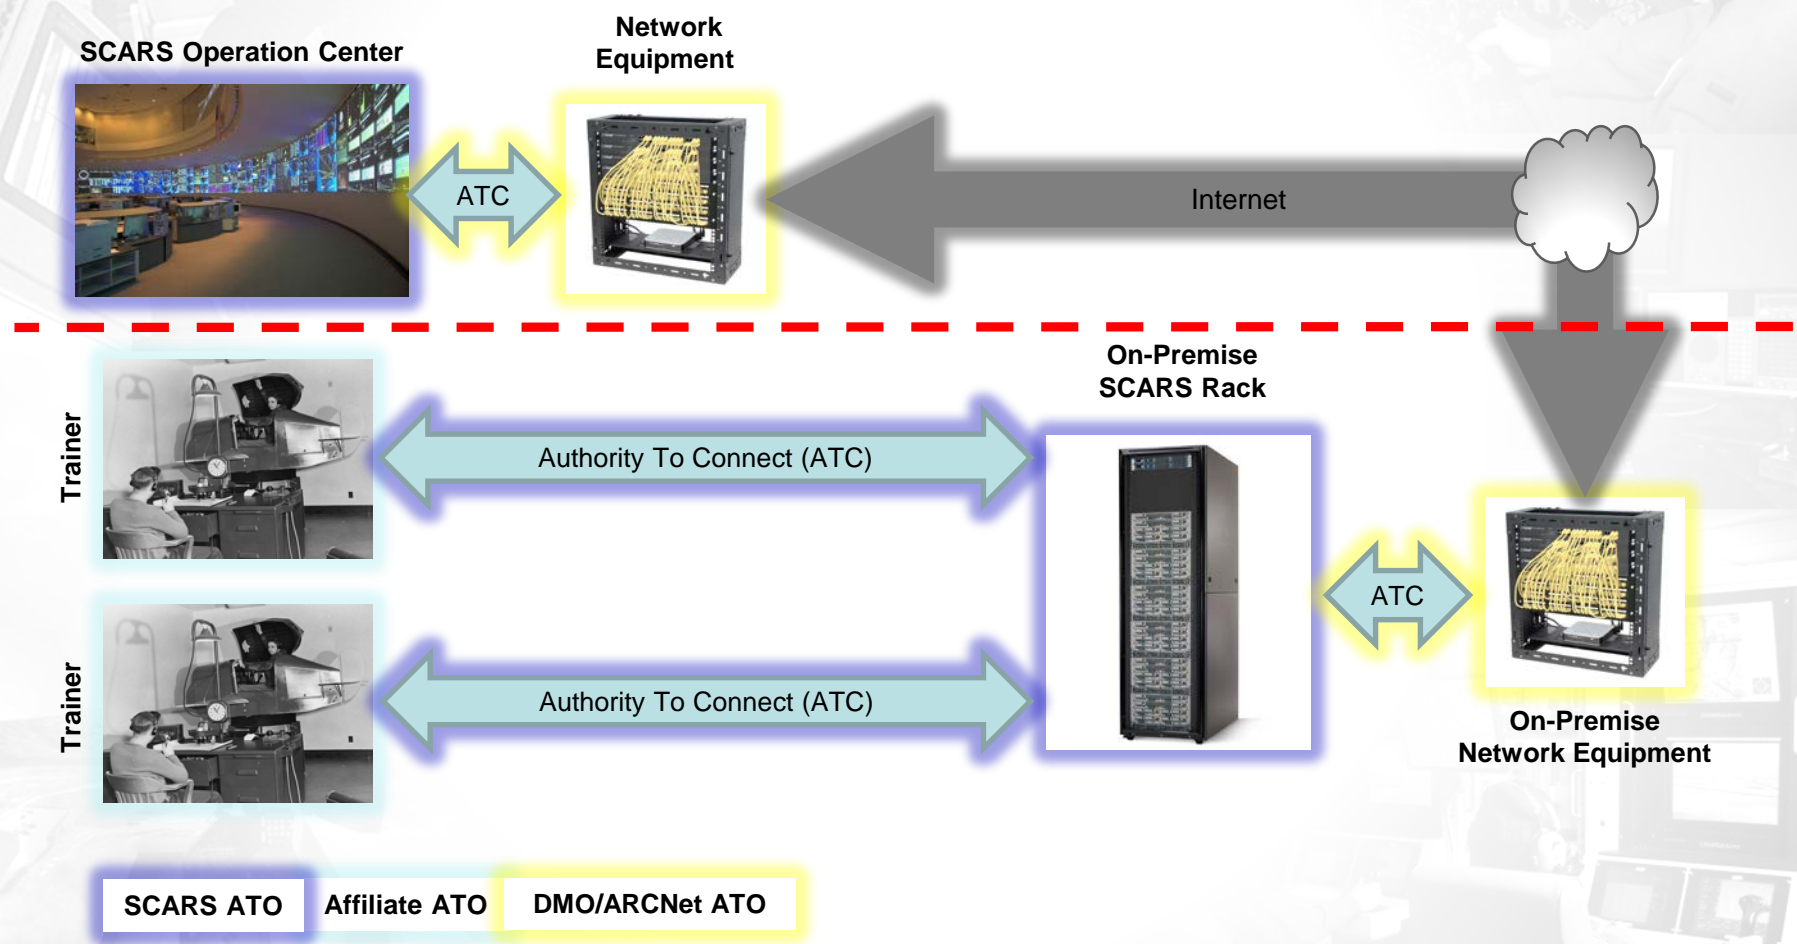 SCARS Operation Center
Network
Equipment
ATC
Internet
On-Premise
SCARS Rack
Trainer
Authority To Connect (ATC)
ATC
Trainer
Authority To Connect (ATC)
On-Premise
Network Equipment
SCARS ATO
Affiliate ATO
DMO/ARCNet ATO